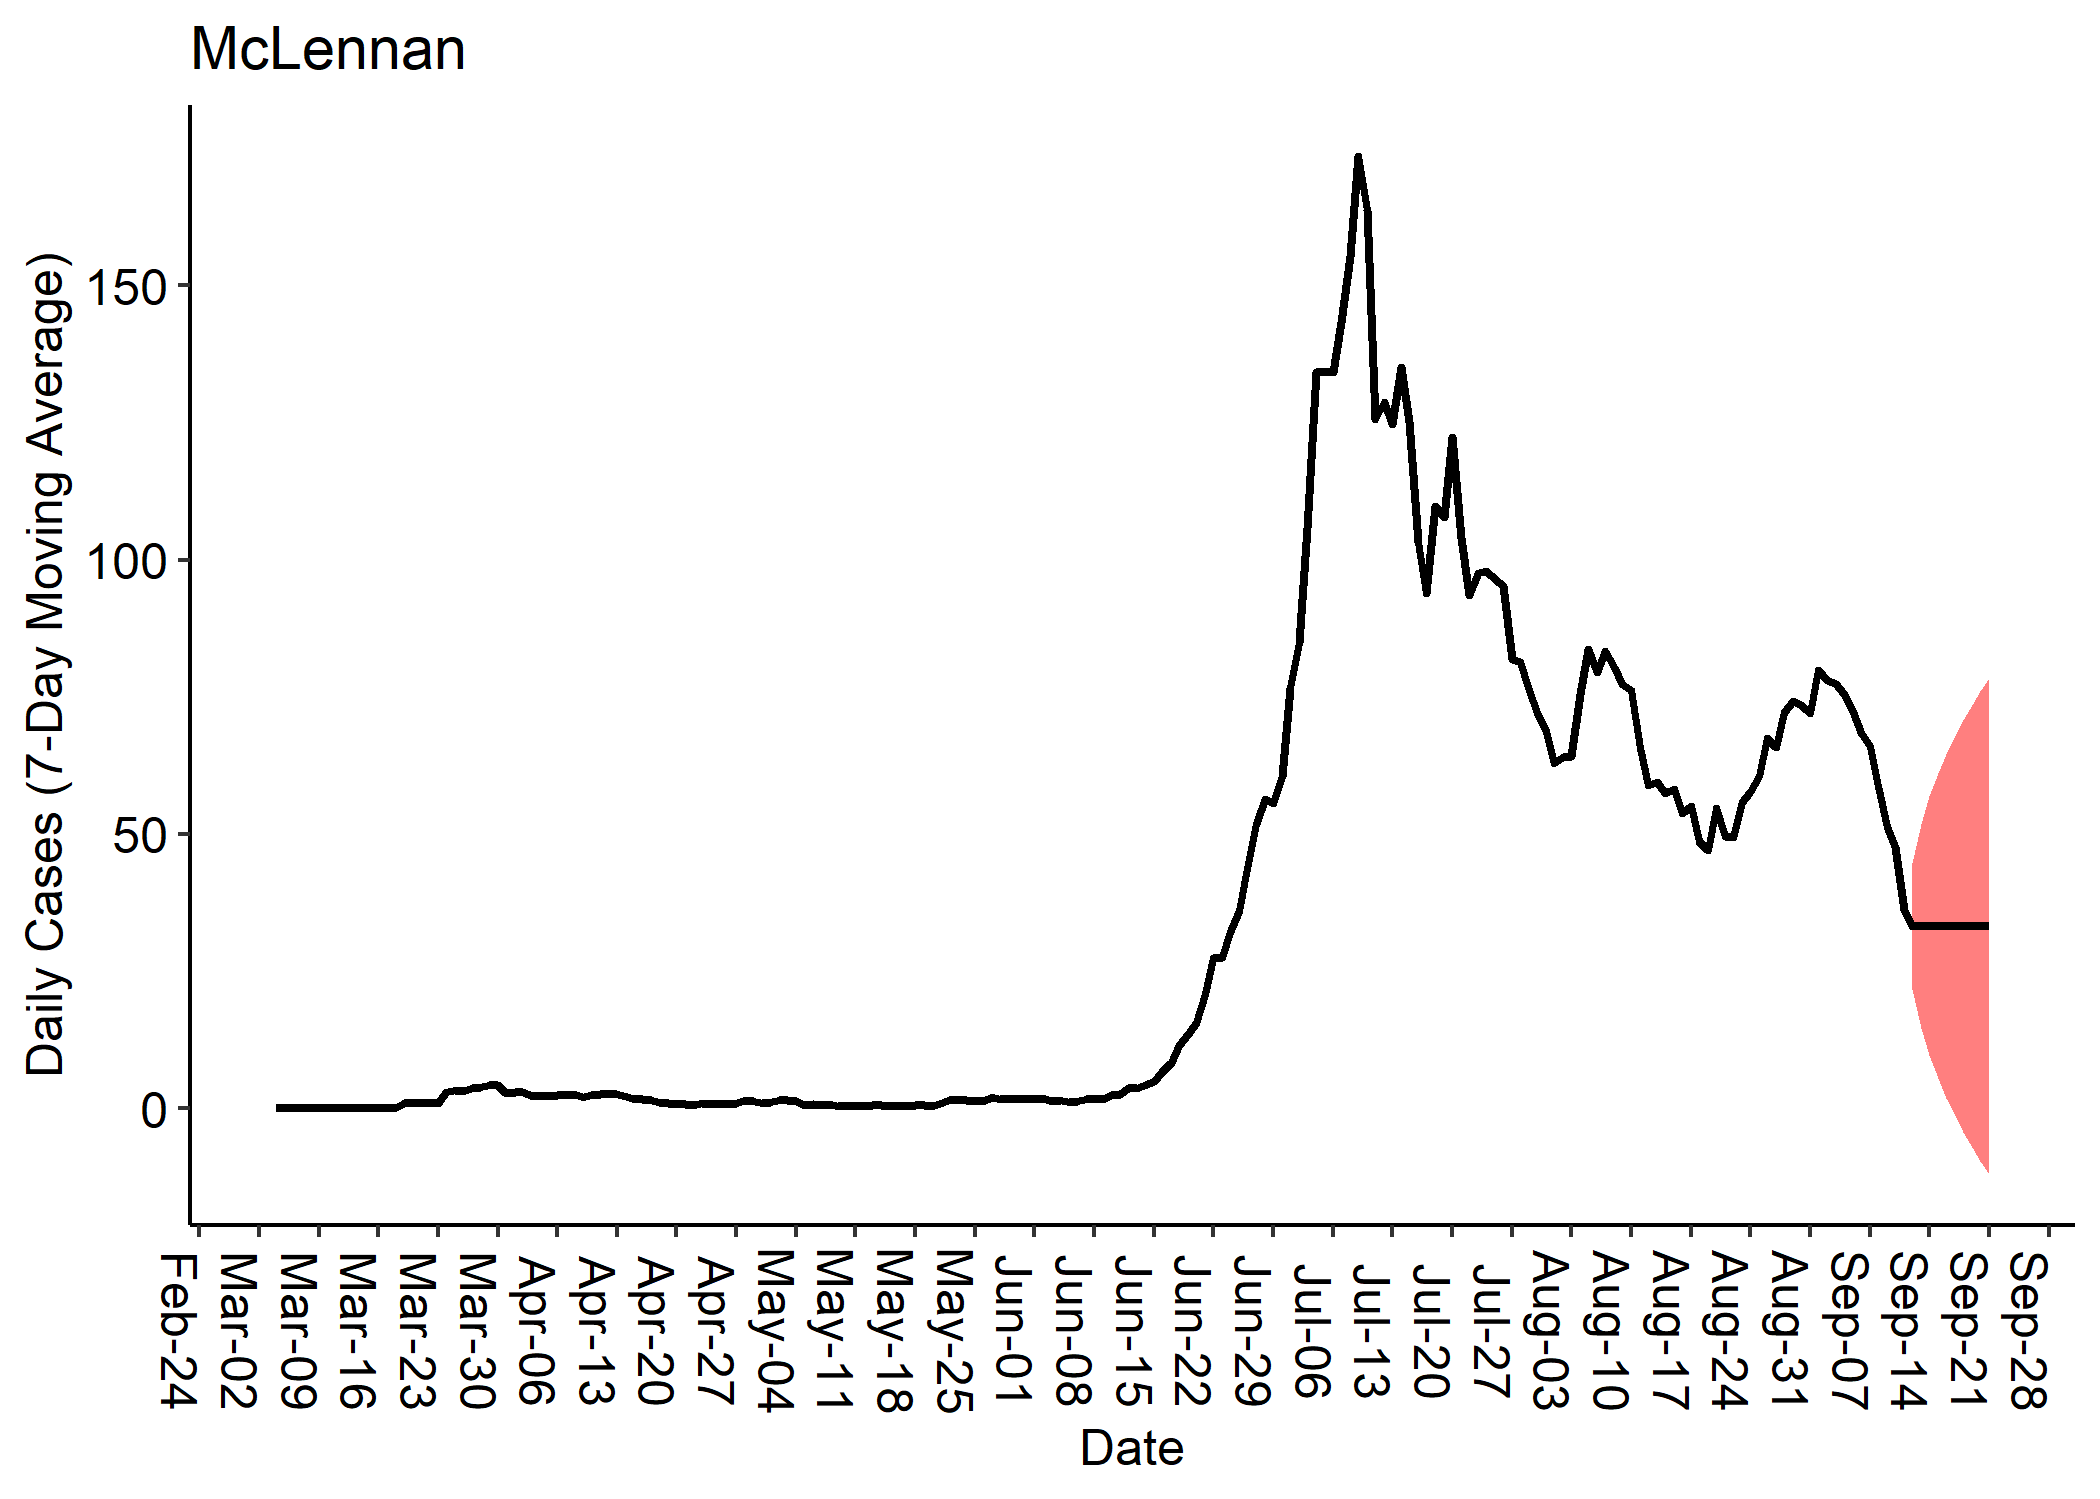 McLennan
Daily Cases (7-Day Moving Average)
150
100
50
0
Feb-24
Mar-02
Mar-09
Mar-16
Mar-23
Mar-30
Apr-06
Apr-13
Apr-20
Apr-27
May-04
May-11
May-18
May-25
Jun-01
Jun-08
Jun-15
Jun-22
Jun-29
Jul-06
Jul-13
Jul-20
Jul-27
Aug-03
Aug-10
Aug-17
Aug-24
Aug-31
Sep-07
Sep-14
Sep-21
Sep-28
Date